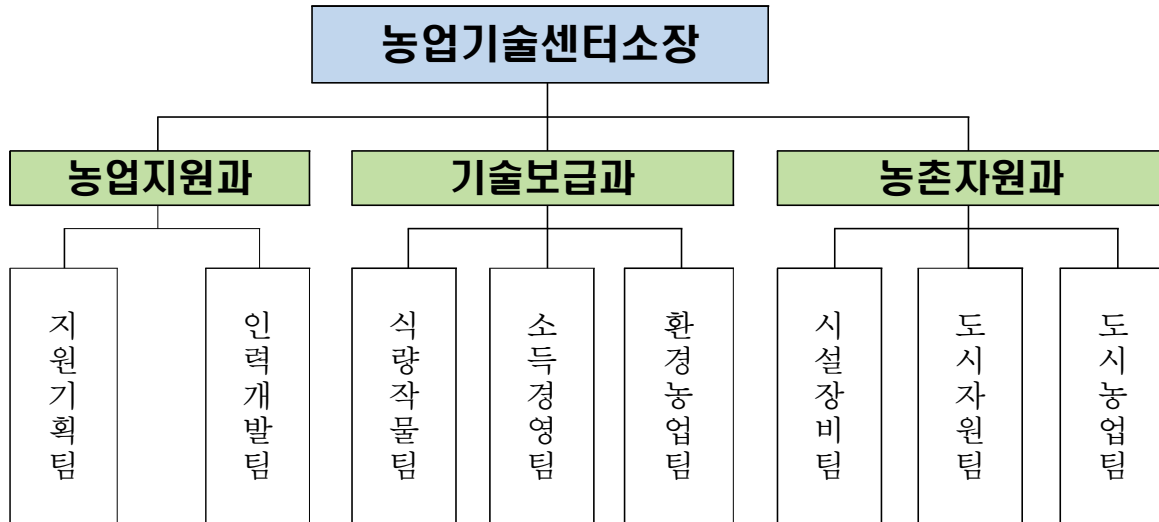 농업기술센터소장
농업지원과
기술보급과
농촌자원과
지원기획팀
인력개발팀
식량작물팀
소득경영팀
환경농업팀
시설장비팀
도시자원팀
도시농업팀